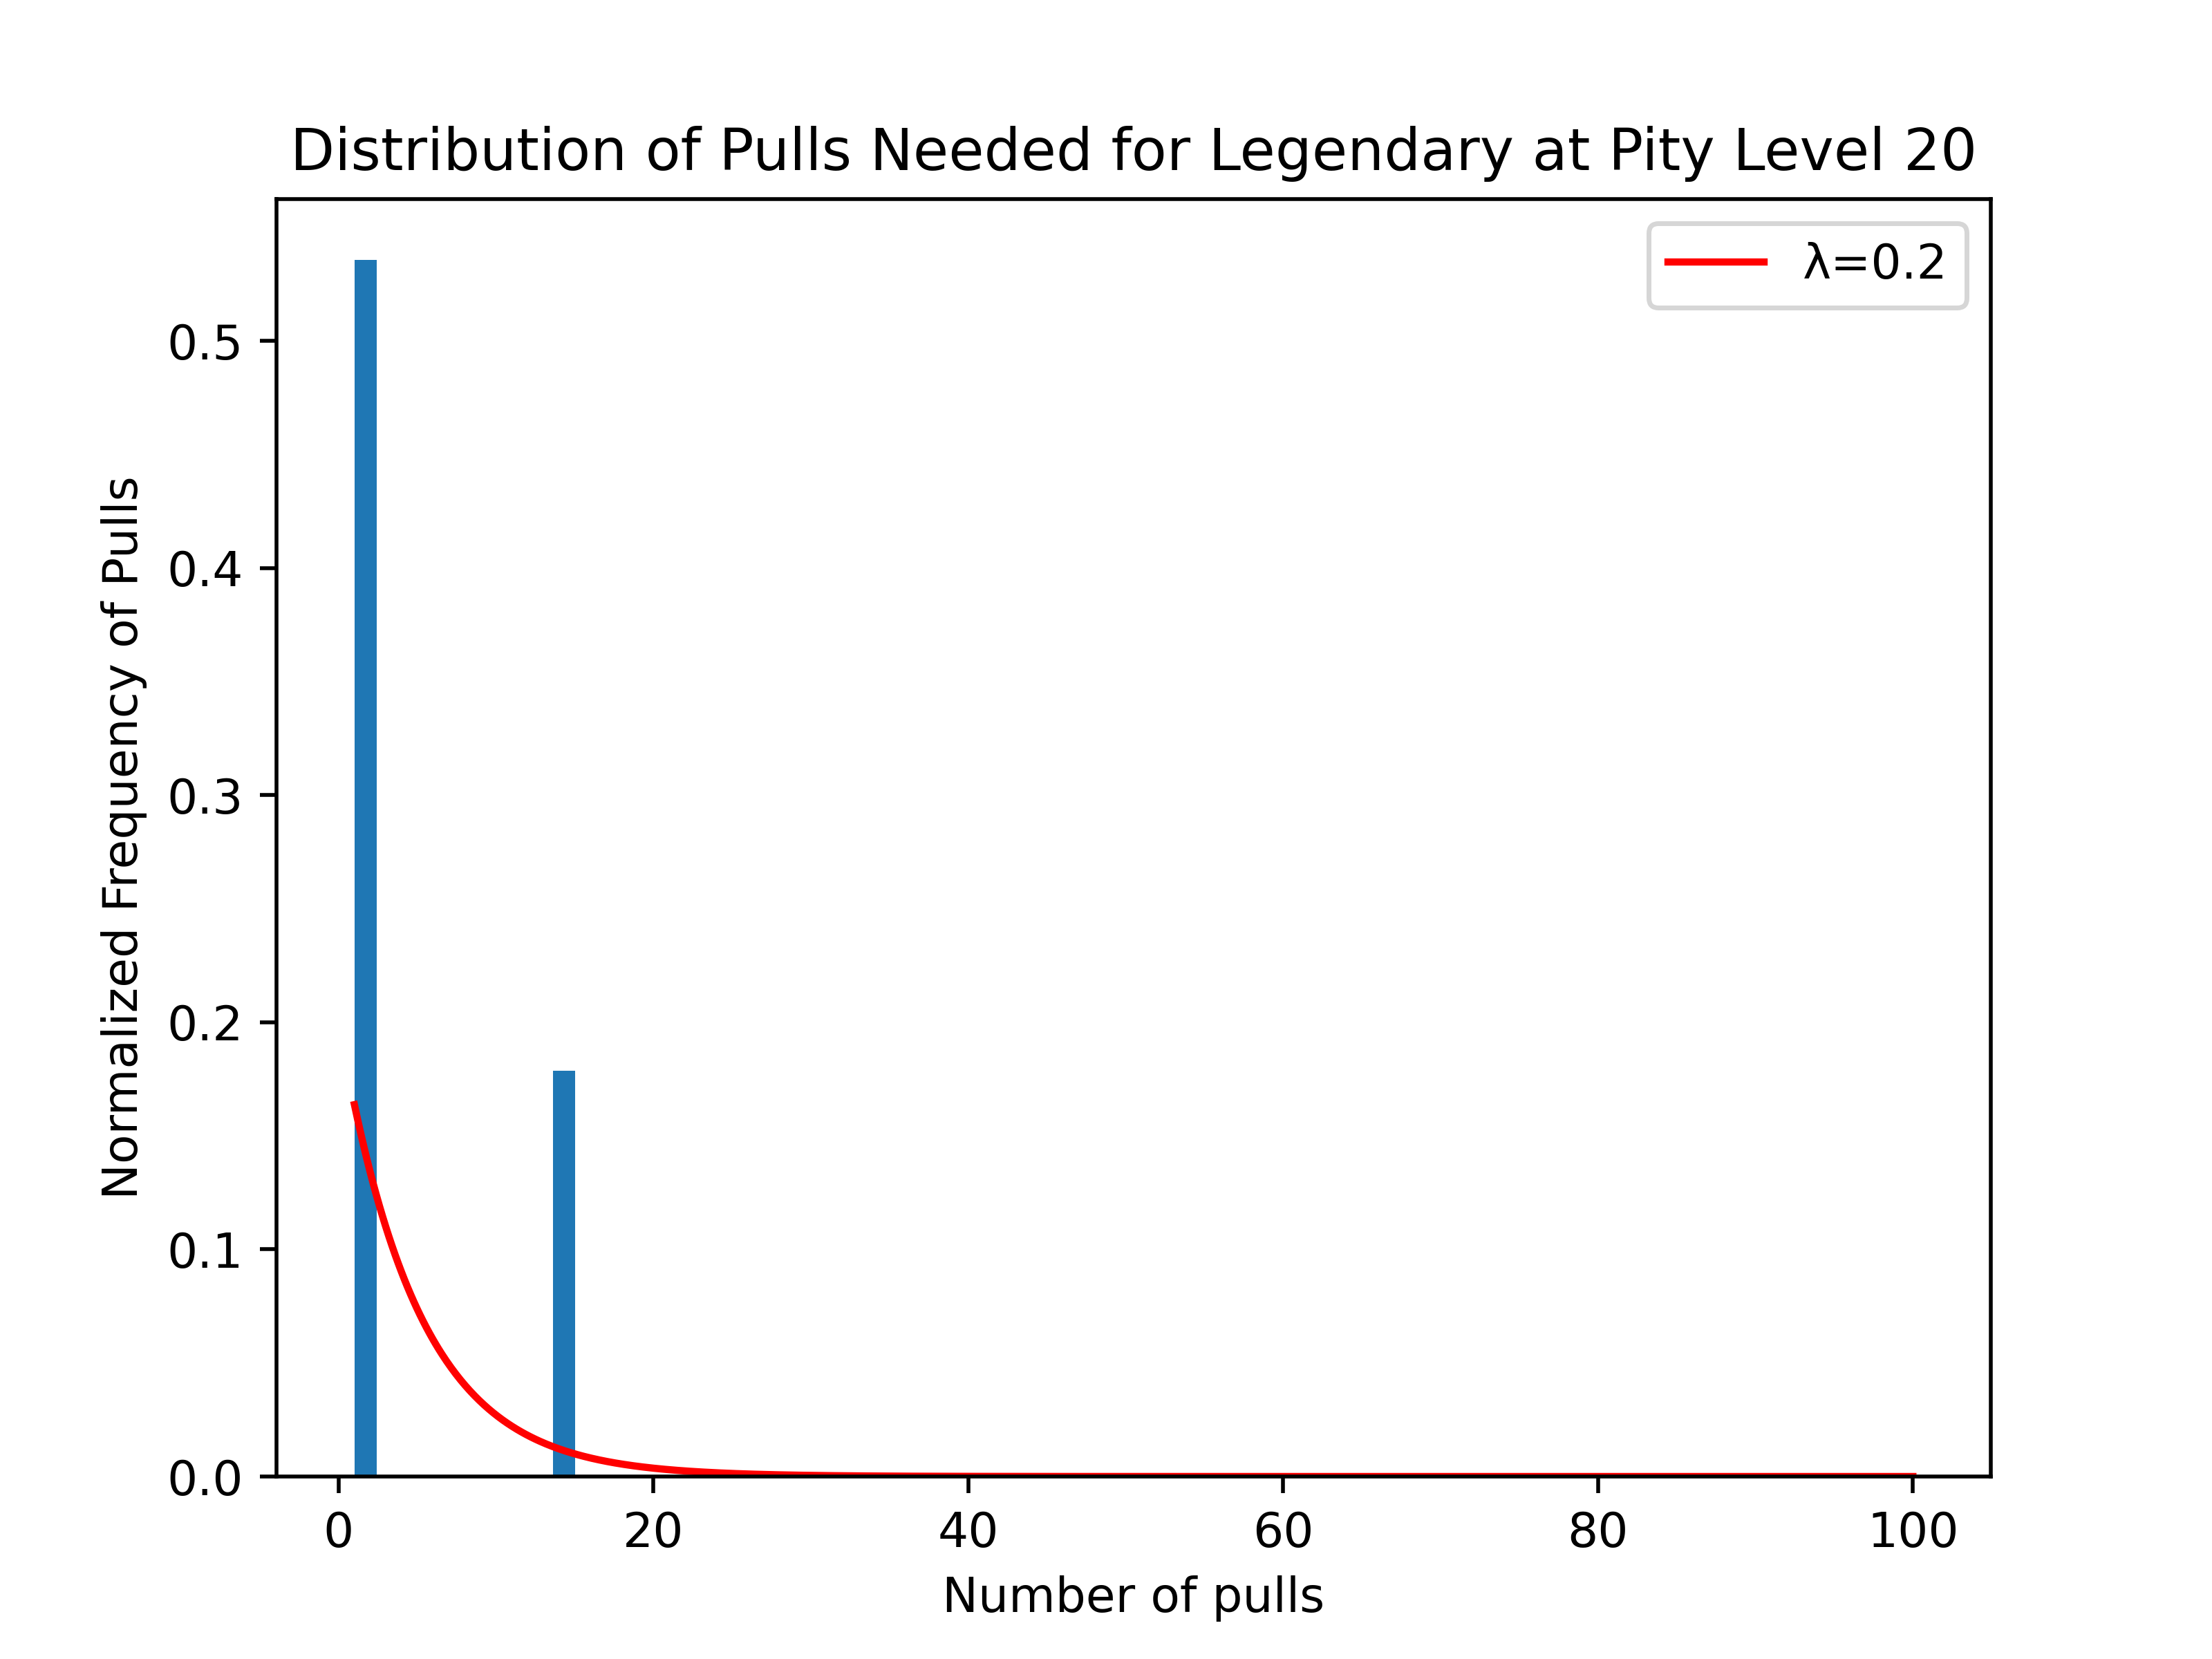 Distribution of Pulls Needed for Legendary at Pity Level 20
λ=0.2
Normalized Frequency of Pulls
0.5
0.4
0.3
0.2
0.1
0.0
0 20 40 60 80 100
Number of pulls